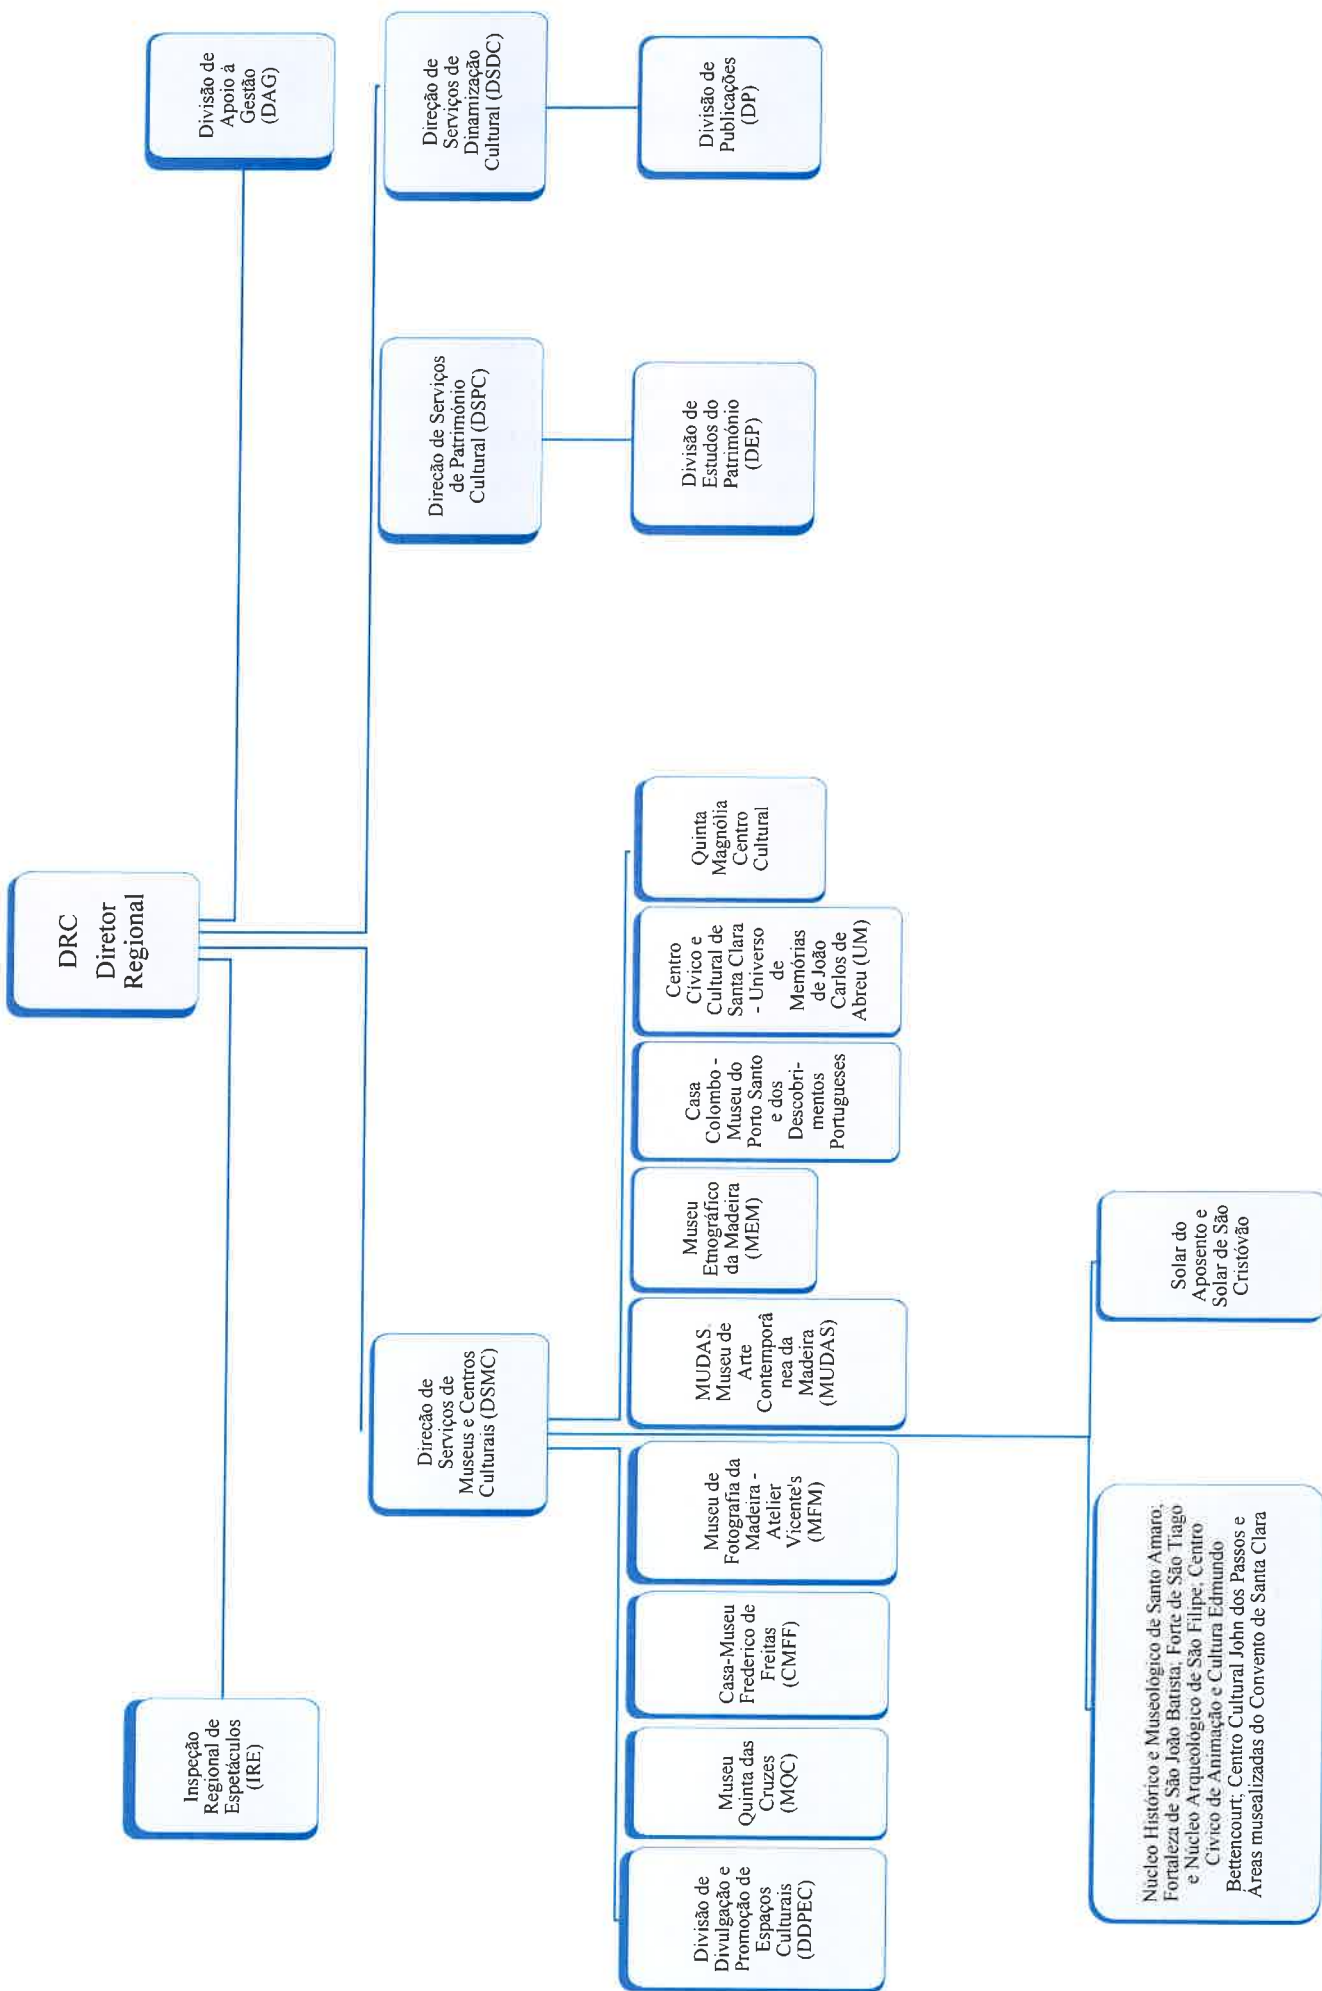 DRC
Diretor
Regional
Inspeção
Regional de
Espetáculos
(IRE)
Divisão de
Apoio à
Gestão
(DAG)
Direcão de
Serviços de
Museus e Centros
Culturais (DSMC)
Direcão de Serviços
de Património
Cultural (DSPC)
Direção de
Serviços de
Dinamização
Cultural (DSDC)
Divisão de
Divulgação e
Promoção de
Espaços
Culturais
(DDPEC)
Museu
Quinta das
Cruzes
(MQC)
Casa-Museu
Frederico de
Freitas
(CMFF)
Museu de
Fotografia da
Madeira -
Atelier
Vicente's
(MFM)
MUDAS.
Museu de
Arte
Contemporâ
nea da
Madeira
(MUDAS)
Museu
Etnográfico
da Madeira
(MEM)
Casa
Colombo -
Museu do
Porto Santo
e dos
Descobri-
mentos
Portugueses
Centro
Cívico e
Cultural de
Santa Clara
- Universo
de
Memórias
de João
Carlos de
Abreu (UM)
Quinta
Magnólia
Centro
Cultural
Divisão de
Estudos do
Património
(DEP)
Divisão de
Publicações
(DP)
Núcleo Histórico e Museológico de Santo Amaro;
Fortaleza de São João Batista; Forte de São Tiago
e Núcleo Arqueológico de São Filipe; Centro
Cívico de Animação e Cultura Edmundo
Bettencourt; Centro Cultural John dos Passos e
Áreas musealizadas do Convento de Santa Clara
Solar do
Aposento e
Solar de São
Cristóvão